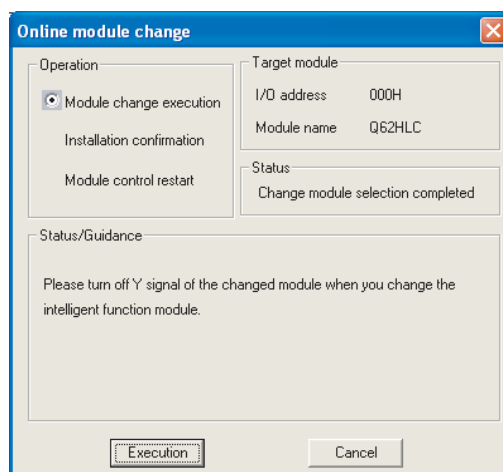 Online module change
Operation
Module change execution
Installation confirmation
Module control restart
Target module
I/O address 000H
Module name Q62HLC
Status
Change module selection completed
Status/Guidance
Please turn off Y signal of the changed module when you change the
intelligent function module.
Execution Cancel